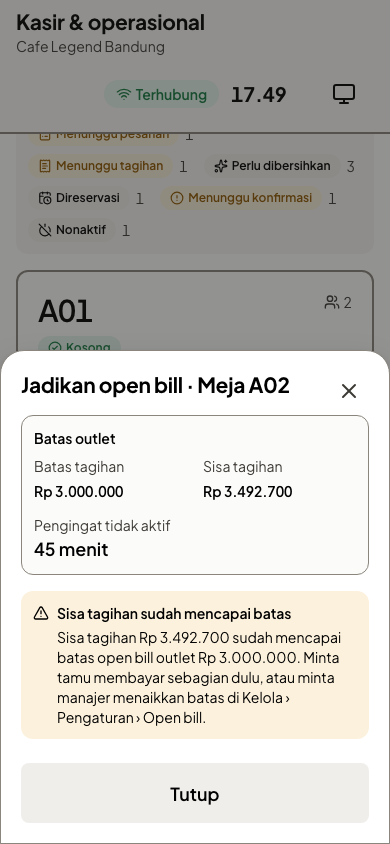 Kasir & operasional
Cafe Legend Bandung
Terhubung 17.49
Menunggu pesanan 1
Menunggu tagihan 1 Perlu dibersihkan 3
Direservasi 1 Menunggu konfirmasi 1
Nonaktif 1
A01 2
Kosong
Jadikan open bill · Meja A02
Batas outlet
Batas tagihan Sisa tagihan
Rp 3.000.000 Rp 3.492.700
Pengingat tidak aktif
45 menit
Sisa tagihan sudah mencapai batas
Sisa tagihan Rp 3.492.700 sudah mencapai
batas open bill outlet Rp 3.000.000. Minta
tamu membayar sebagian dulu, atau minta
manajer menaikkan batas di Kelola ›
Pengaturan › Open bill.
Tutup